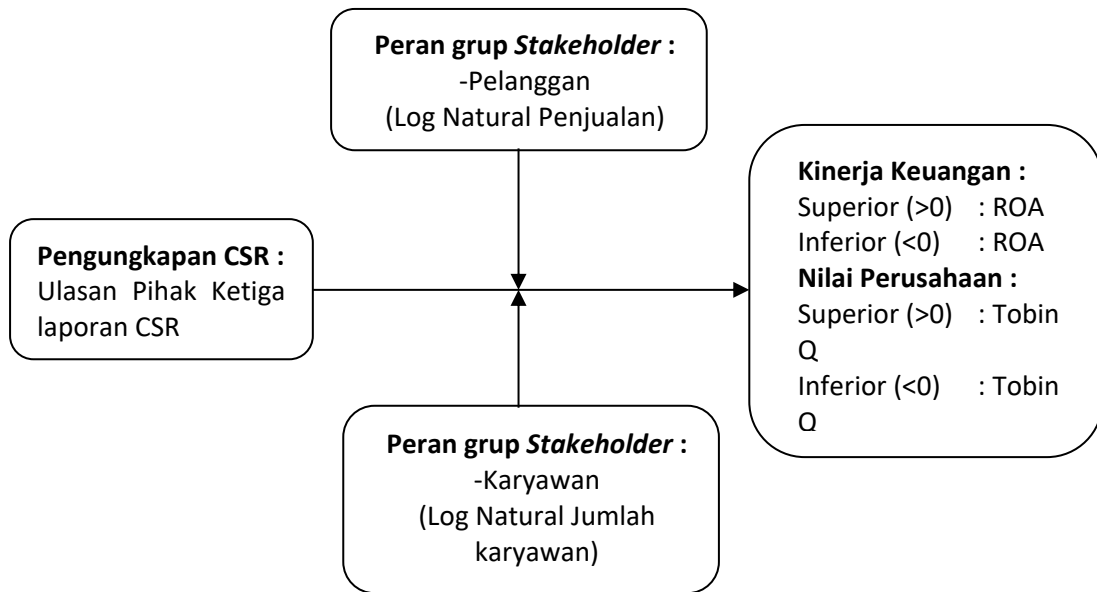 Peran grup Stakeholder :
-Pelanggan
(Log Natural Penjualan)
Pengungkapan CSR :
Ulasan Pihak Ketiga
laporan CSR
Kinerja Keuangan :
Superior (>0) : ROA
Inferior (<0) : ROA
Nilai Perusahaan :
Superior (>0) : Tobin
Q
Inferior (<0) : Tobin
Q
Peran grup Stakeholder :
-Karyawan
(Log Natural Jumlah
karyawan)